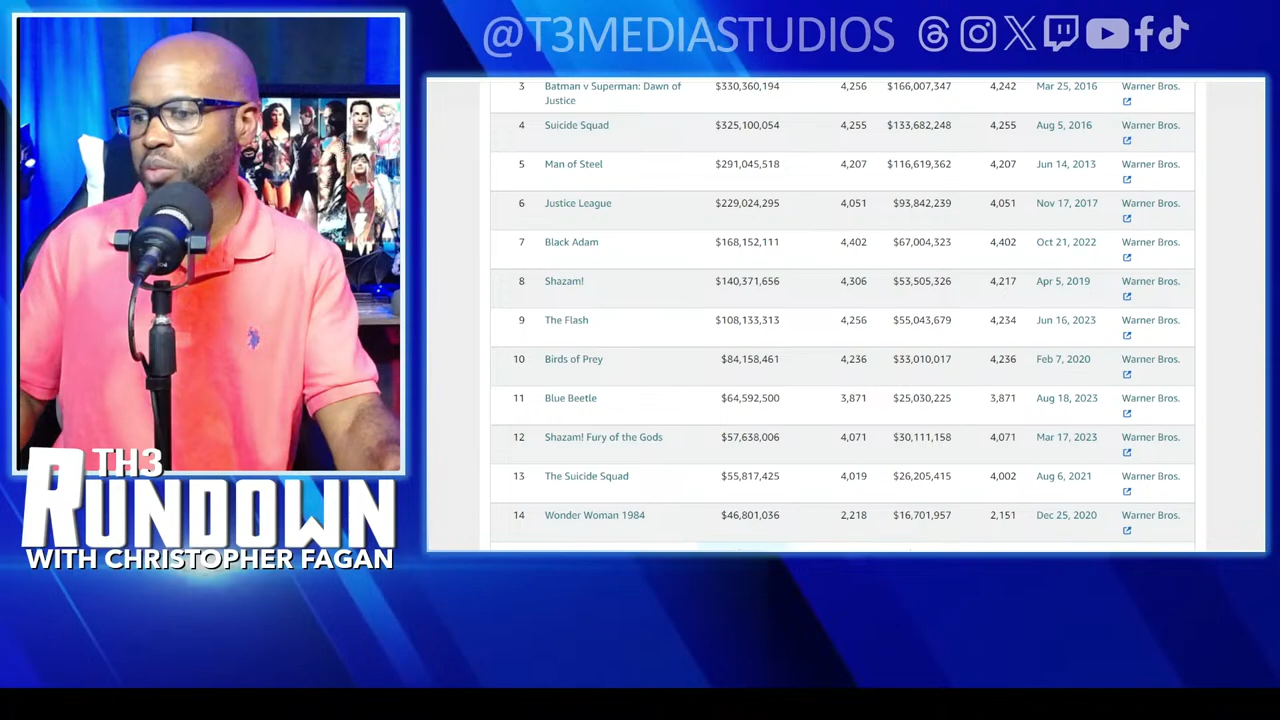 @T3MEDIASTUDIOS
3 Batman v Superman: Dawn of Justice $330,360,194 4,256 $166,007,347 4,242 Mar 25, 2016 Warner Bros.
4 Suicide Squad $325,100,054 4,255 $133,682,248 4,255 Aug 5, 2016 Warner Bros.
5 Man of Steel $291,045,518 4,207 $116,619,362 4,207 Jun 14, 2013 Warner Bros.
6 Justice League $229,024,295 4,051 $93,842,239 4,051 Nov 17, 2017 Warner Bros.
7 Black Adam $168,152,111 4,402 $67,004,323 4,402 Oct 21, 2022 Warner Bros.
8 Shazam! $140,371,656 4,306 $53,505,326 4,217 Apr 5, 2019 Warner Bros.
9 The Flash $108,133,313 4,256 $55,043,679 4,234 Jun 16, 2023 Warner Bros.
10 Birds of Prey $84,158,461 4,236 $33,010,017 4,236 Feb 7, 2020 Warner Bros.
11 Blue Beetle $64,592,500 3,871 $25,030,225 3,871 Aug 18, 2023 Warner Bros.
12 Shazam! Fury of the Gods $57,638,006 4,071 $30,111,158 4,071 Mar 17, 2023 Warner Bros.
13 The Suicide Squad $55,817,425 4,019 $26,205,415 4,002 Aug 6, 2021 Warner Bros.
14 Wonder Woman 1984 $46,801,036 2,218 $16,701,957 2,151 Dec 25, 2020 Warner Bros.
TH3
RUNDOWN
WITH CHRISTOPHER FAGAN